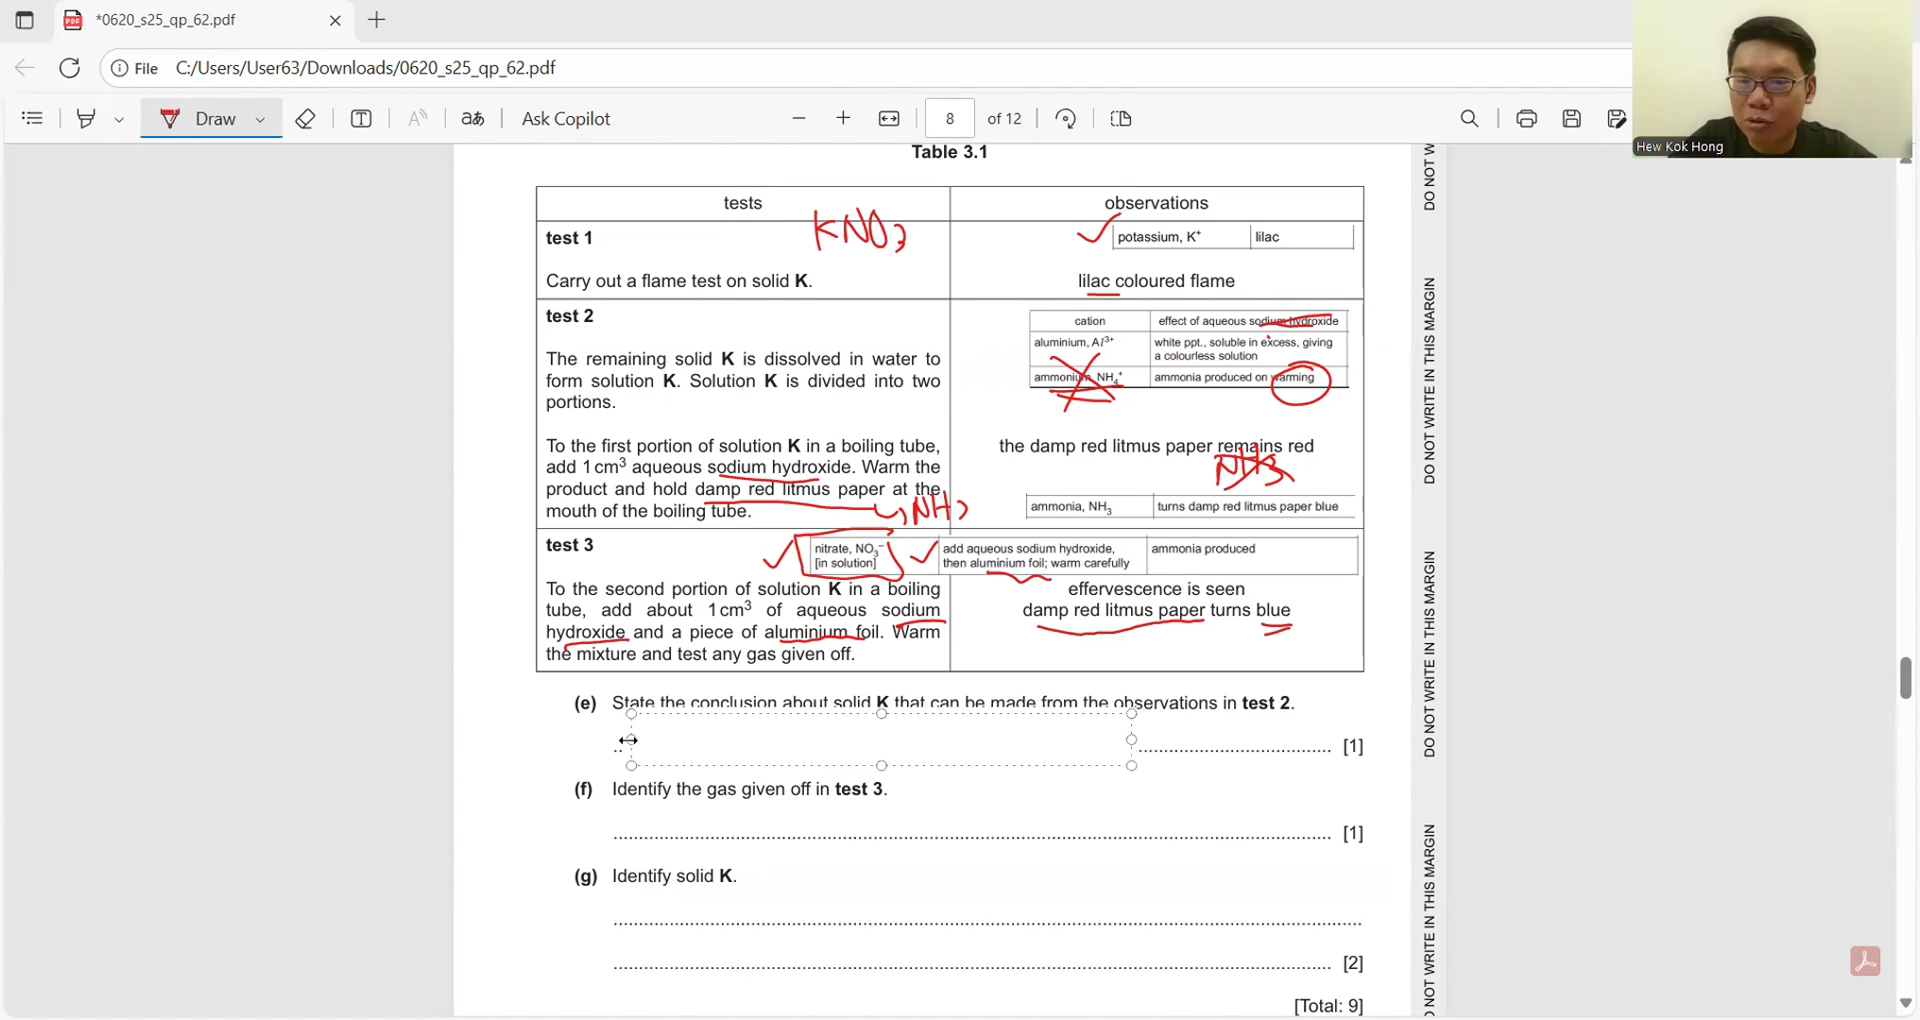 *0620_s25_qp_62.pdf
File C:/Users/User63/Downloads/0620_s25_qp_62.pdf
Draw
A
aあ
Ask Copilot
8 of 12
Hew Kok Hong
Table 3.1
tests
observations
KNO3
test 1
potassium, K⁺ lilac
Carry out a flame test on solid K.
lilac coloured flame
test 2
cation effect of aqueous sodium hydroxide
aluminium, Al³⁺ white ppt., soluble in excess, giving
a colourless solution
ammonium, NH₄⁺ ammonia produced on warming
The remaining solid K is dissolved in water to
form solution K. Solution K is divided into two
portions.
To the first portion of solution K in a boiling tube,
add 1 cm³ aqueous sodium hydroxide. Warm the
product and hold damp red litmus paper at the
mouth of the boiling tube.
NH3
the damp red litmus paper remains red
NH3
ammonia, NH₃ turns damp red litmus paper blue
test 3
nitrate, NO₃⁻
[in solution]
add aqueous sodium hydroxide,
then aluminium foil; warm carefully
ammonia produced
To the second portion of solution K in a boiling
tube, add about 1 cm³ of aqueous sodium
hydroxide and a piece of aluminium foil. Warm
the mixture and test any gas given off.
effervescence is seen
damp red litmus paper turns blue
(e) State the conclusion about solid K that can be made from the observations in test 2.
.......................................... [1]
(f) Identify the gas given off in test 3.
.......................................... [1]
(g) Identify solid K.
..........................................
.......................................... [2]
[Total: 9]
DO NOT W
DO NOT WRITE IN THIS MARGIN
DO NOT WRITE IN THIS MARGIN
O NOT WRITE IN THIS MARGIN